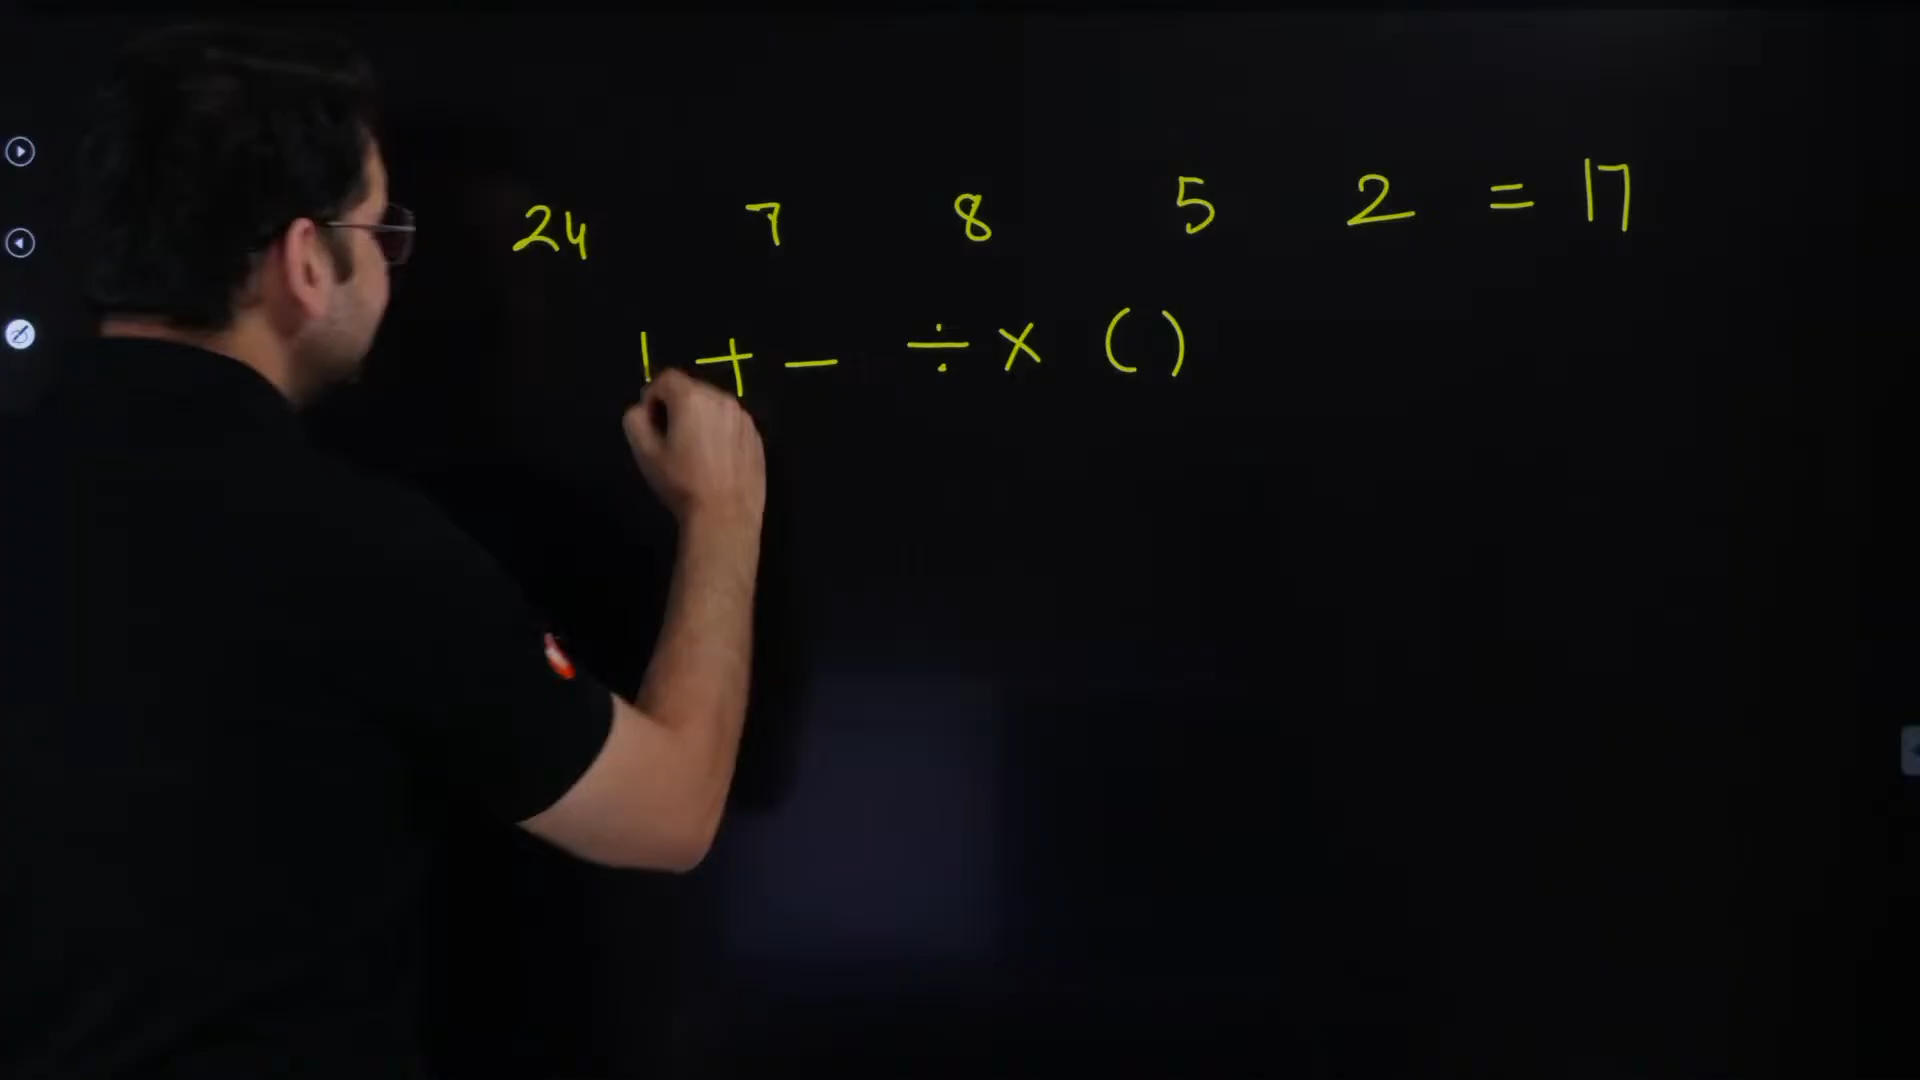 24 7 8 5 2 = 17
+ - ÷ × ( )